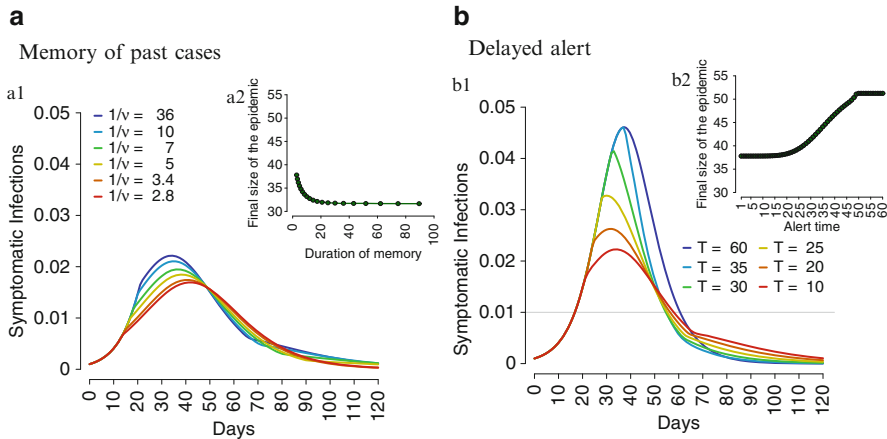 a
Memory of past cases
a1
Symptomatic Infections
0.05
0.04
0.03
0.02
0.01
0
1/ν = 36
1/ν = 10
1/ν = 7
1/ν = 5
1/ν = 3.4
1/ν = 2.8
0 10 20 30 40 50 60 70 80 90 100 110 120
Days
a2
Final size of the epidemic
55
50
45
40
35
30
0 20 40 60 80 100
Duration of memory
b
Delayed alert
b1
Symptomatic Infections
0.05
0.04
0.03
0.02
0.01
0
0 10 20 30 40 50 60 70 80 90 100 110 120
Days
b2
Final size of the epidemic
55
50
45
40
35
30
1 5 10 15 20 25 30 35 40 45 50 55 60
Alert time
T = 60 T = 25
T = 35 T = 20
T = 30 T = 10